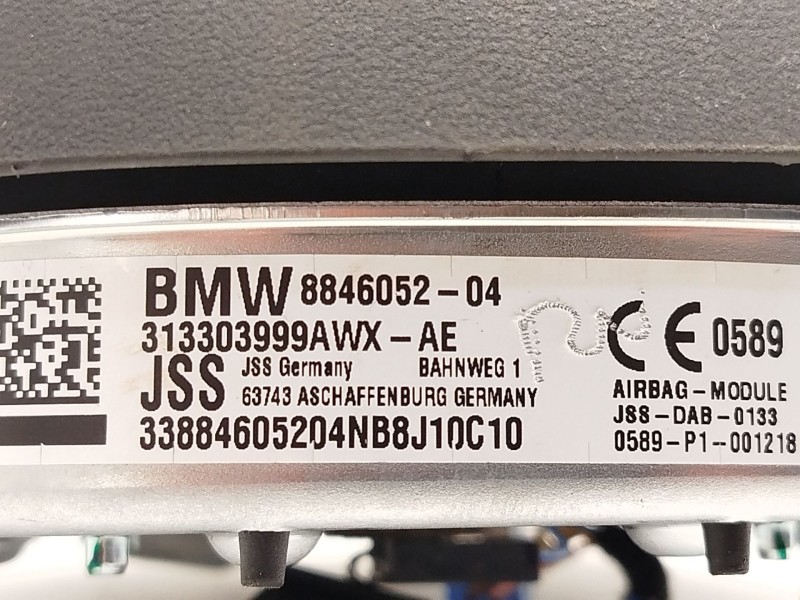 BMW 8846052-04
313303999AWX-AE
JSS JSS Germany BAHNWEG 1
63743 ASCHAFFENBURG GERMANY
33884605204NB8J10C10
CE 0589
AIRBAG-MODULE
JSS-DAB-0133
0589-P1-001218